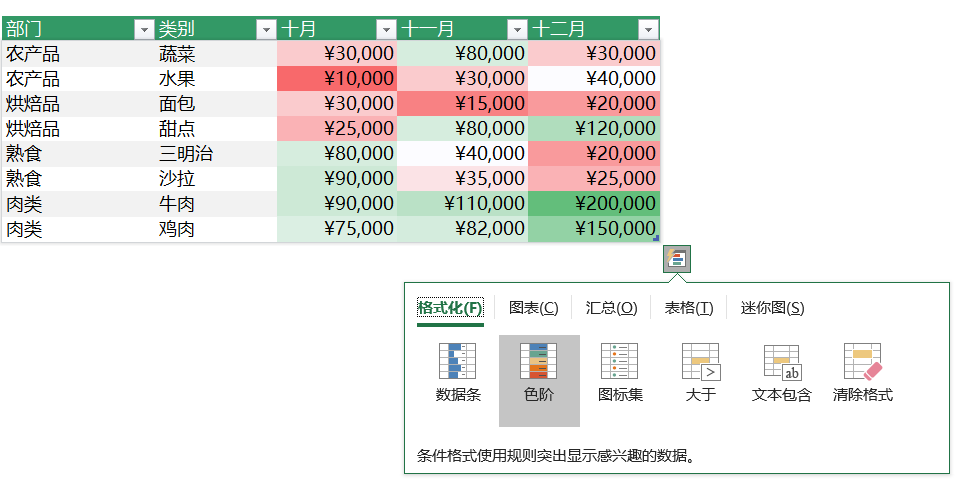 部门 类别 十月 十一月 十二月
农产品 蔬菜 ¥30,000 ¥80,000 ¥30,000
农产品 水果 ¥10,000 ¥30,000 ¥40,000
烘焙品 面包 ¥30,000 ¥15,000 ¥20,000
烘焙品 甜点 ¥25,000 ¥80,000 ¥120,000
熟食 三明治 ¥80,000 ¥40,000 ¥20,000
熟食 沙拉 ¥90,000 ¥35,000 ¥25,000
肉类 牛肉 ¥90,000 ¥110,000 ¥200,000
肉类 鸡肉 ¥75,000 ¥82,000 ¥150,000
格式化(F) 图表(C) 汇总(O) 表格(T) 迷你图(S)
数据条 色阶 图标集 大于 文本包含 清除格式
条件格式使用规则突出显示感兴趣的数据。